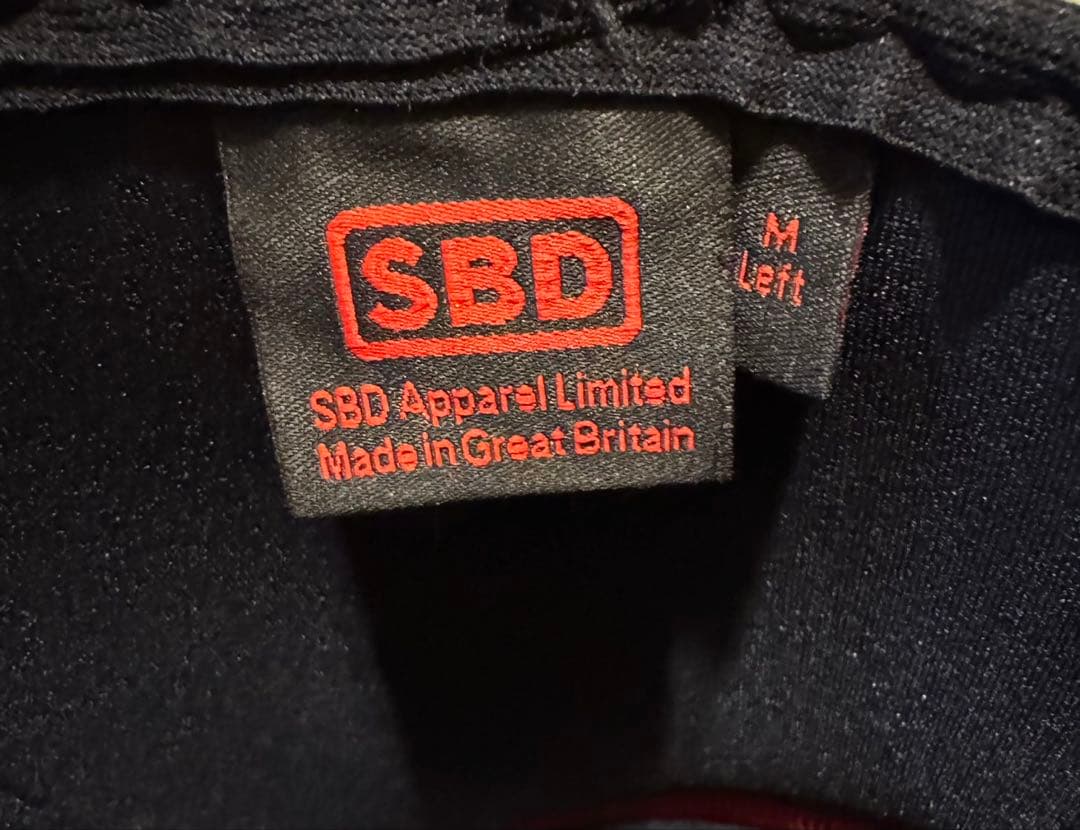 SBD
SBD Apparel Limited
Made in Great Britain
M
Left